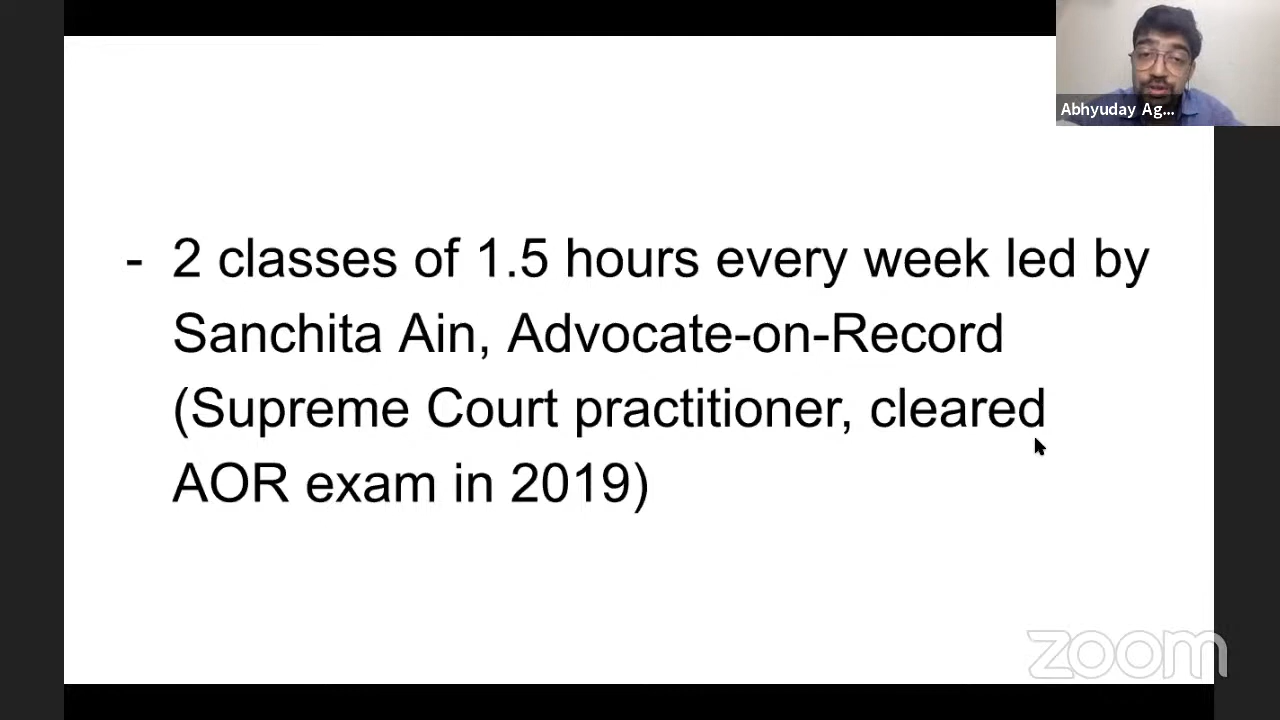 Abhyuday Ag...
- 2 classes of 1.5 hours every week led by
Sanchita Ain, Advocate-on-Record
(Supreme Court practitioner, cleared
AOR exam in 2019)
zoom